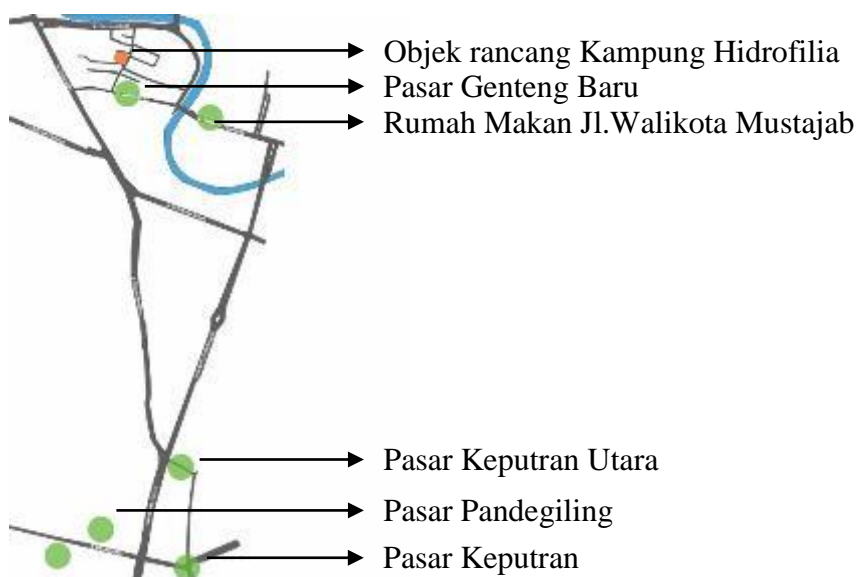 Objek rancang Kampung Hidrofilia
Pasar Genteng Baru
Rumah Makan Jl.Walikota Mustajab
Pasar Keputran Utara
Pasar Pandegiling
Pasar Keputran